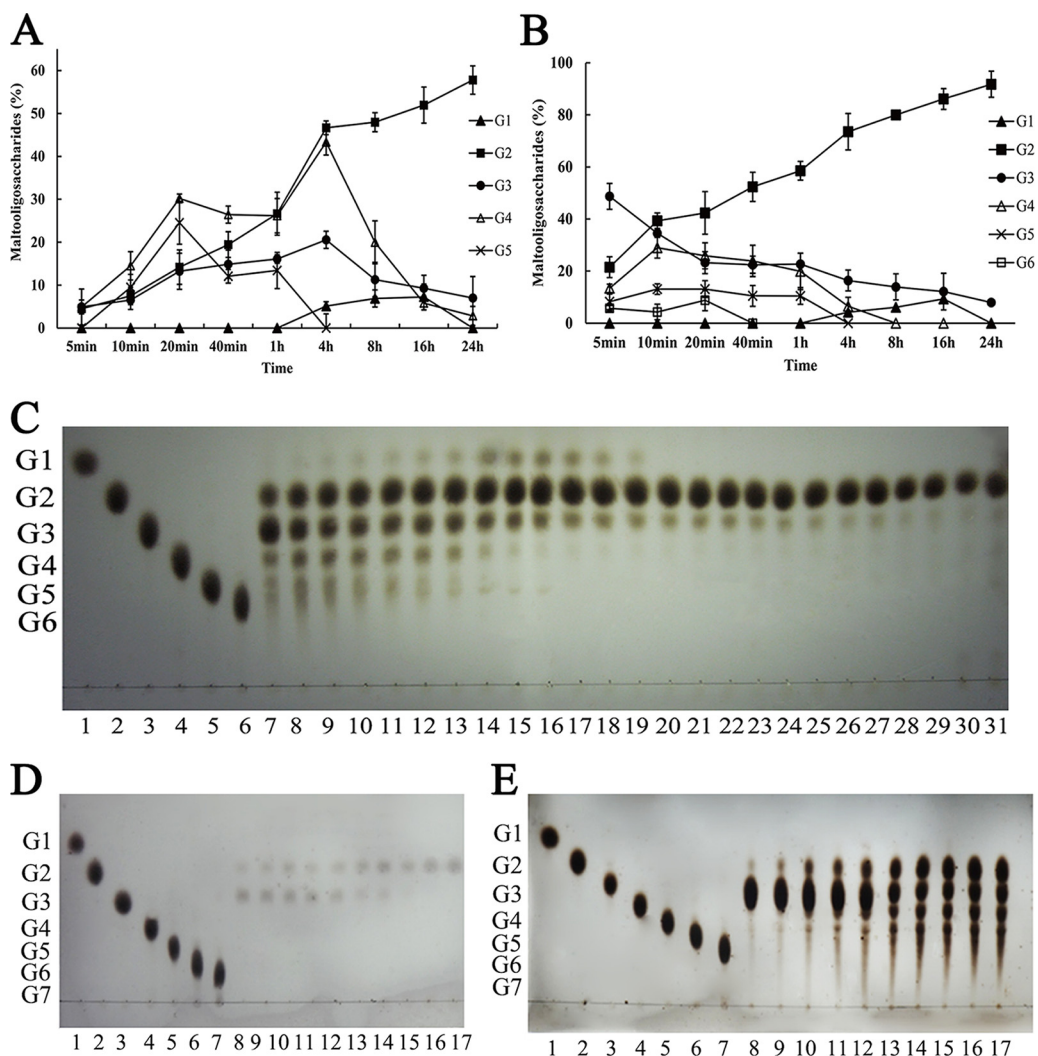 A
Maltooligosaccharides (%)
60
50
40
30
20
10
0
5min 10min 20min 40min 1h 4h 8h 16h 24h
Time
G1
G2
G3
G4
G5
B
Maltooligosaccharides (%)
100
80
60
40
20
0
5min 10min 20min 40min 1h 4h 8h 16h 24h
Time
G1
G2
G3
G4
G5
G6
C
G1
G2
G3
G4
G5
G6
1 2 3 4 5 6 7 8 9 10 11 12 13 14 15 16 17 18 19 20 21 22 23 24 25 26 27 28 29 30 31
D
G1
G2
G3
G4
G5
G6
G7
1 2 3 4 5 6 7 8 9 10 11 12 13 14 15 16 17
E
G1
G2
G3
G4
G5
G6
G7
1 2 3 4 5 6 7 8 9 10 11 12 13 14 15 16 17